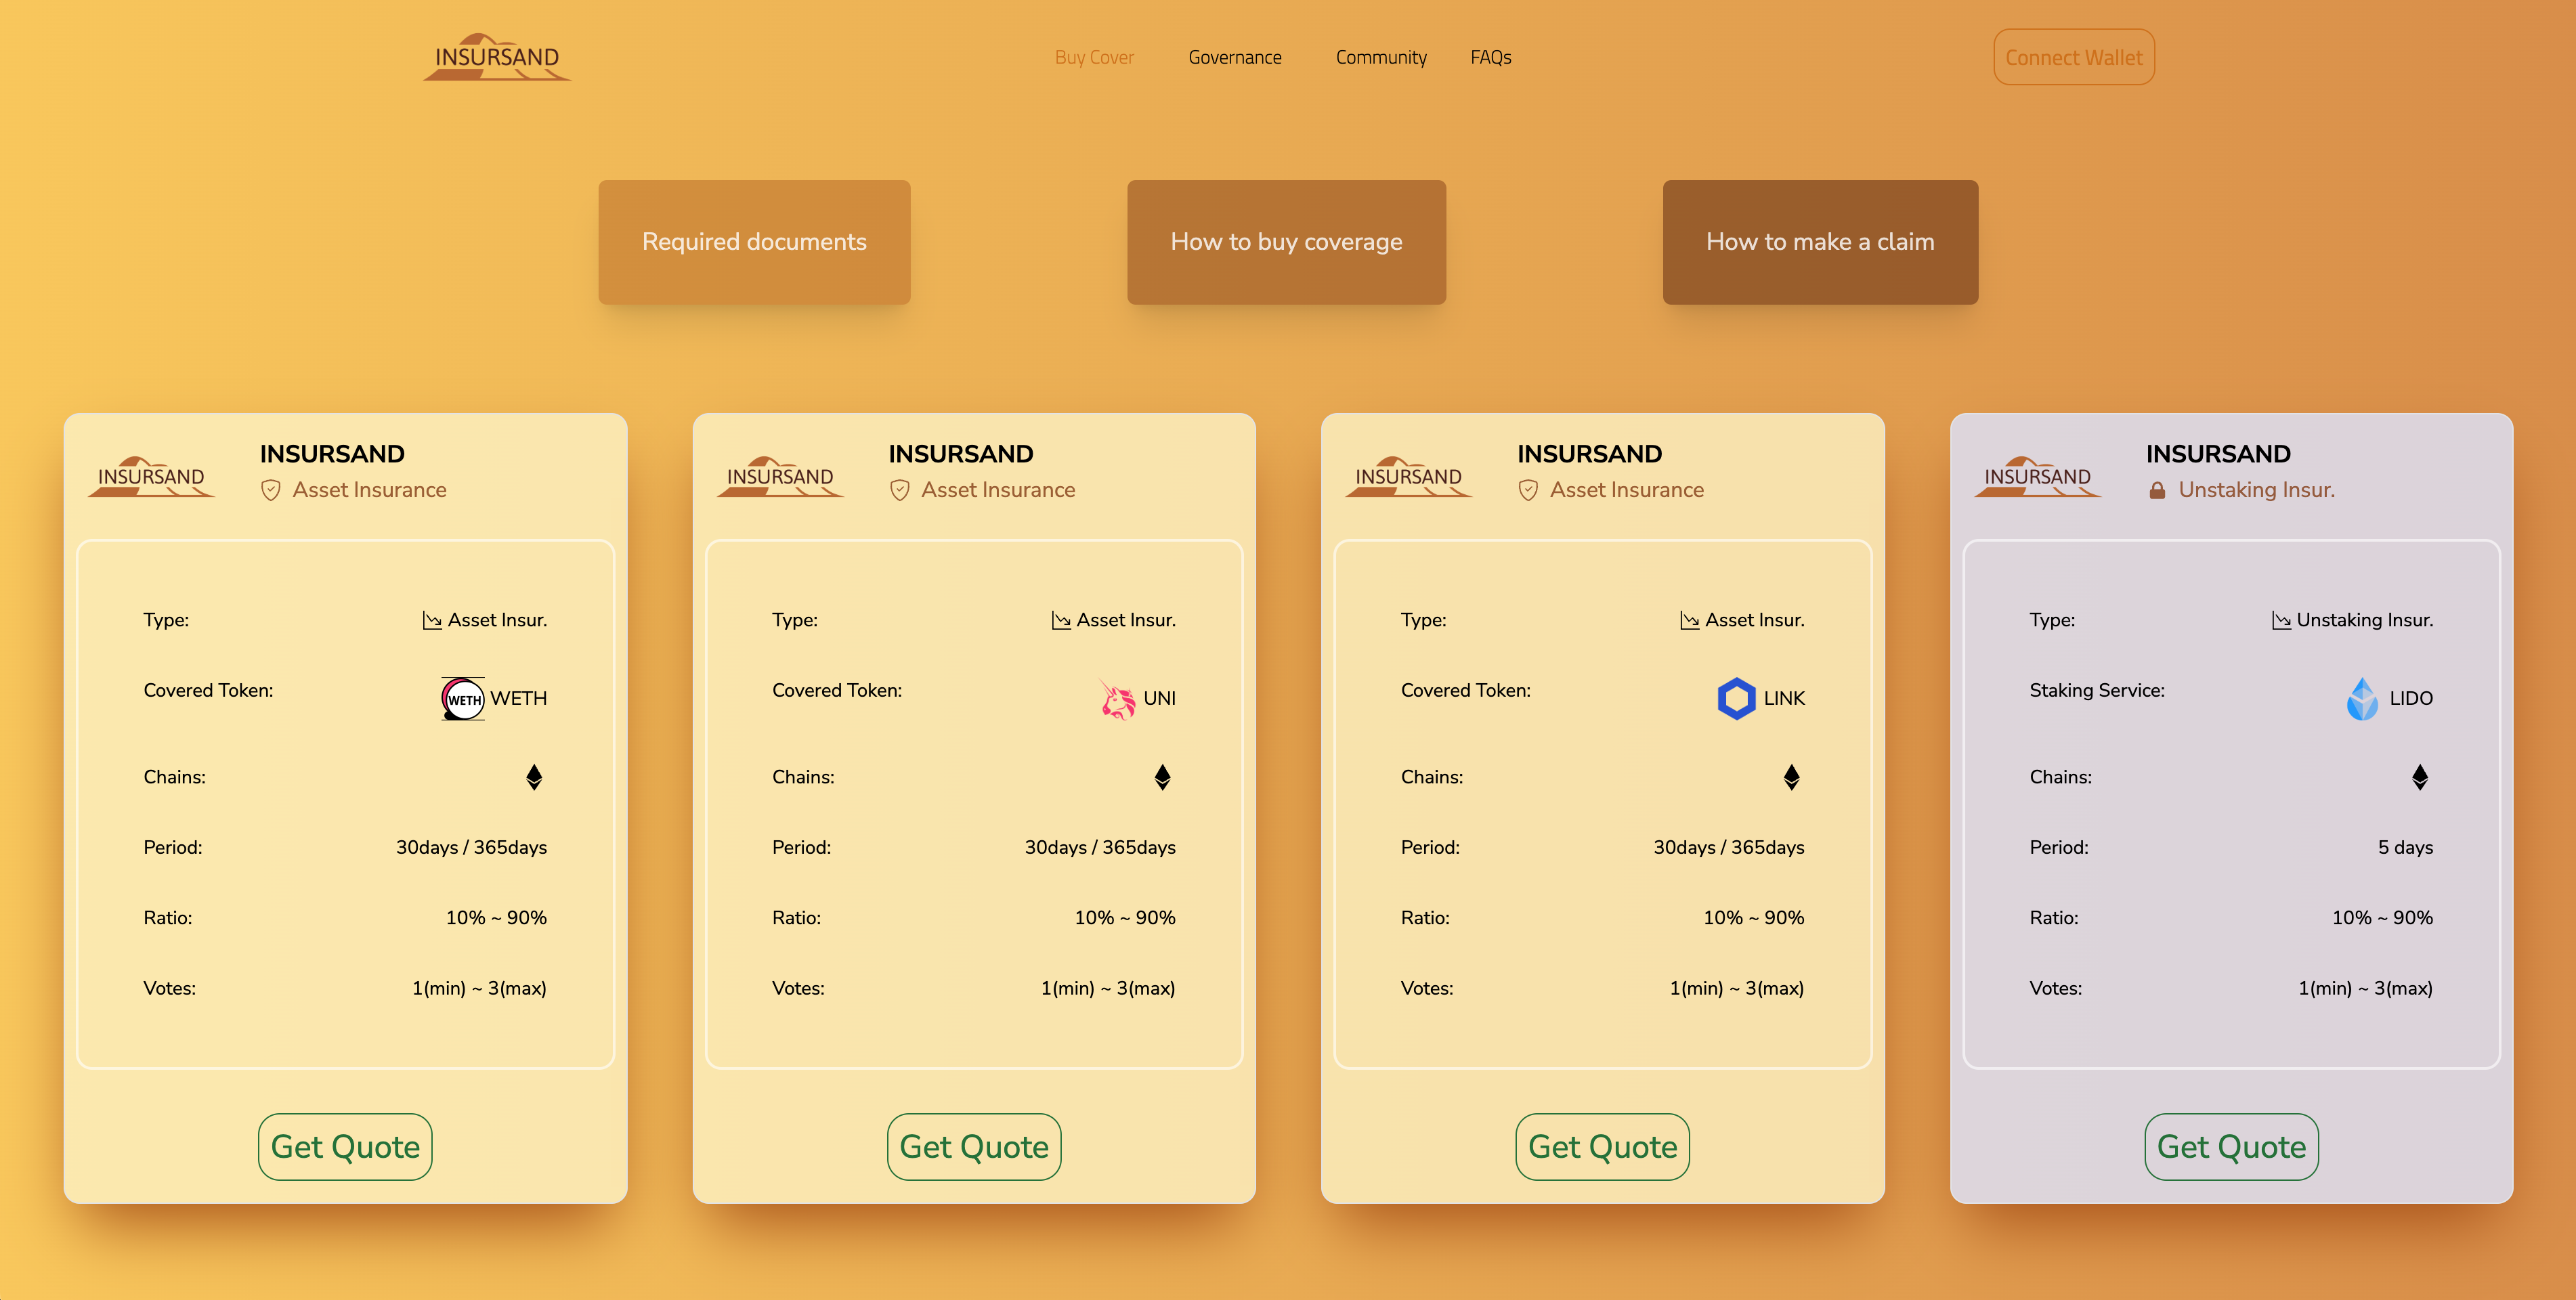 INSURSAND
Buy Cover Governance Community FAQs
Connect Wallet
Required documents
How to buy coverage
How to make a claim
INSURSAND
INSURSAND
Asset Insurance
Type: Asset Insur.
Covered Token: WETH WETH
Chains:
Period: 30days / 365days
Ratio: 10% ~ 90%
Votes: 1(min) ~ 3(max)
Get Quote
INSURSAND
INSURSAND
Asset Insurance
Type: Asset Insur.
Covered Token: UNI
Chains:
Period: 30days / 365days
Ratio: 10% ~ 90%
Votes: 1(min) ~ 3(max)
Get Quote
INSURSAND
INSURSAND
Asset Insurance
Type: Asset Insur.
Covered Token: LINK
Chains:
Period: 30days / 365days
Ratio: 10% ~ 90%
Votes: 1(min) ~ 3(max)
Get Quote
INSURSAND
INSURSAND
Unstaking Insur.
Type: Unstaking Insur.
Staking Service: LIDO
Chains:
Period: 5 days
Ratio: 10% ~ 90%
Votes: 1(min) ~ 3(max)
Get Quote